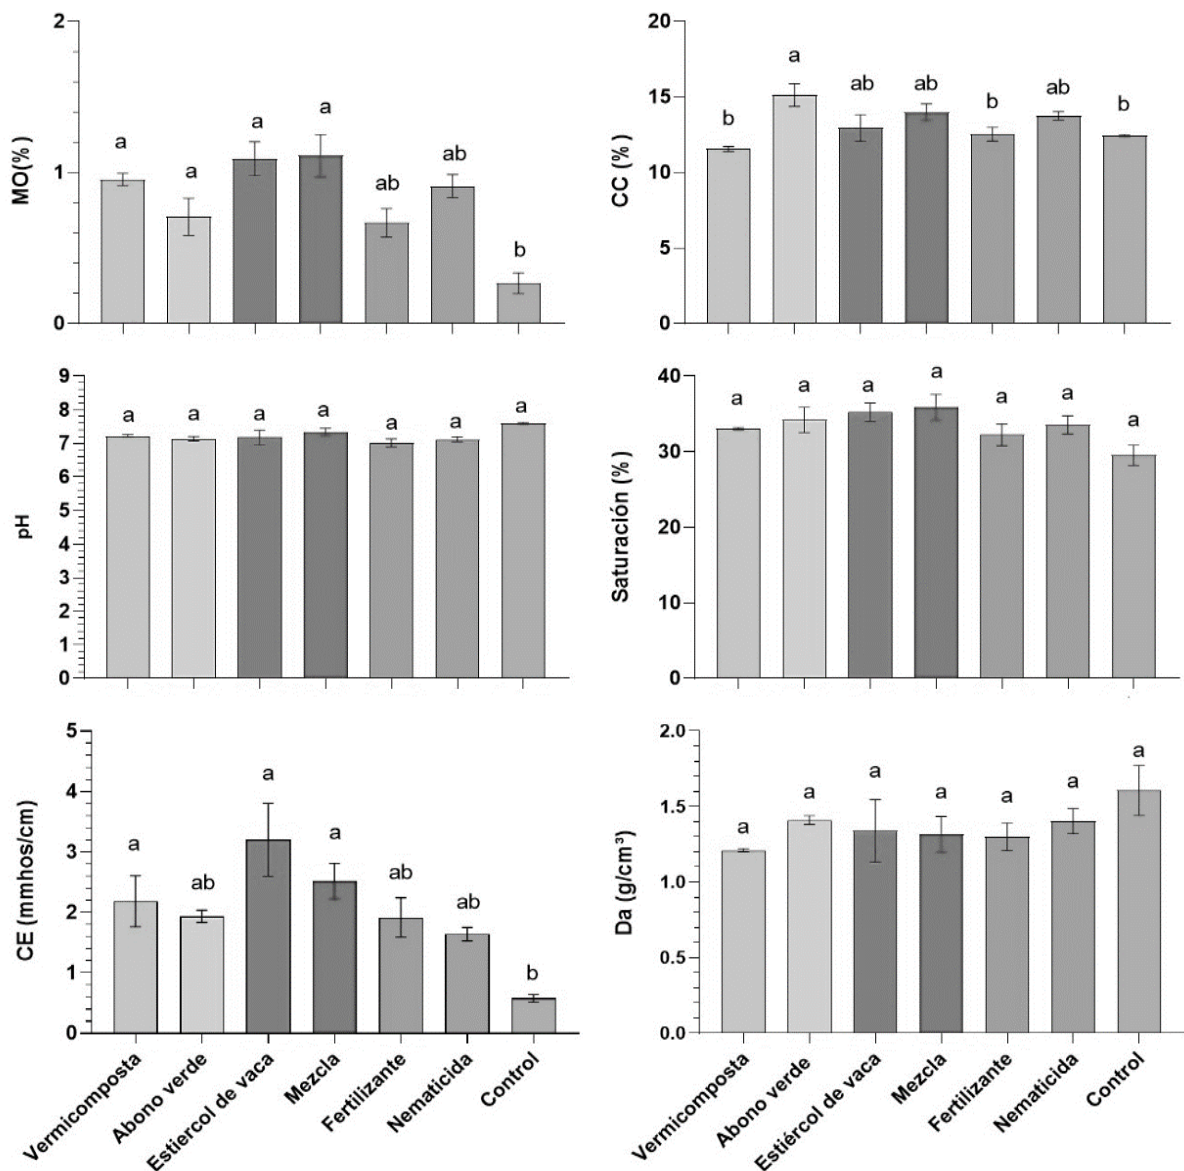 MO(%)
2
1
0
a
a
a
a
ab
ab
b
CC (%)
20
15
10
5
0
b
a
ab
ab
b
ab
b
pH
9
8
7
6
5
4
3
2
1
0
a
a
a
a
a
a
a
Saturación (%)
40
30
20
10
0
a
a
a
a
a
a
a
CE (mmhos/cm)
5
4
3
2
1
0
a
ab
a
a
ab
ab
b
Vermicomposta
Abono verde
Estiercol de vaca
Mezcla
Fertilizante
Nematicida
Control
Da (g/cm³)
2.0
1.5
1.0
0.5
0.0
a
a
a
a
a
a
a
Vermicomposta
Abono verde
Estiércol de vaca
Mezcla
Fertilizante
Nematicida
Control